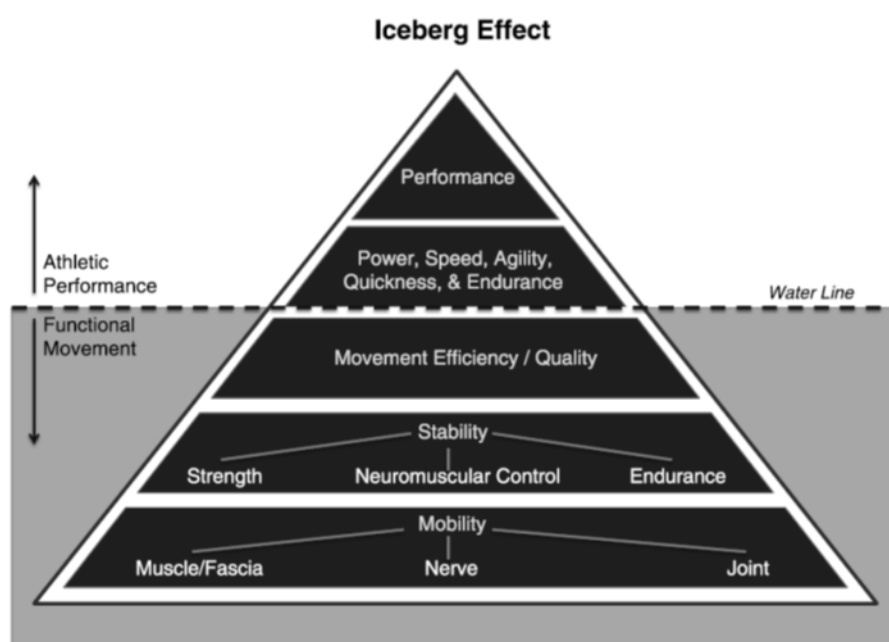 Iceberg Effect
Performance
Power, Speed, Agility,
Quickness, & Endurance
Athletic
Performance
Water Line
Functional
Movement
Movement Efficiency / Quality
Stability
Strength Neuromuscular Control Endurance
Mobility
Muscle/Fascia Nerve Joint